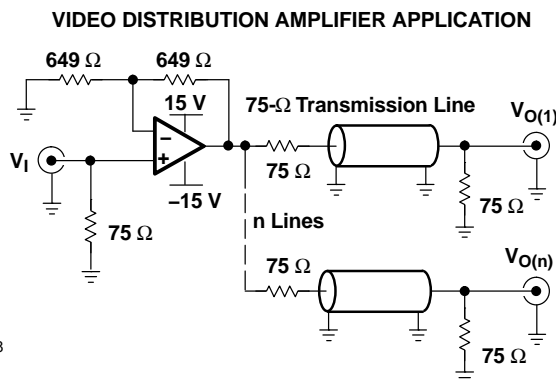 VIDEO DISTRIBUTION AMPLIFIER APPLICATION
649 Ω
649 Ω
15 V
75-Ω Transmission Line
VO(1)
VI
−
+
75 Ω
−15 V
75 Ω
75 Ω
n Lines
75 Ω
VO(n)
75 Ω
3